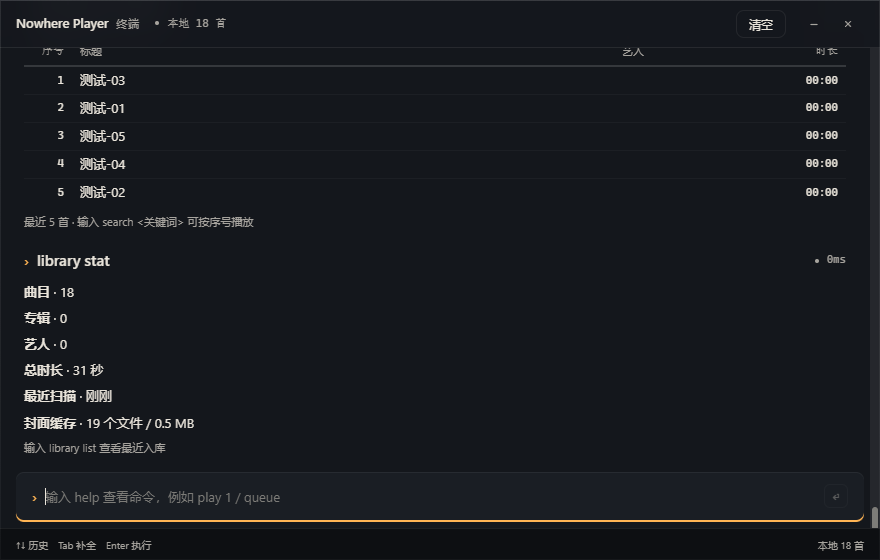 Nowhere Player 终端 • 本地 18 首 清空 – ×
序号 标题 艺人 时长
1 测试-03 00:00
2 测试-01 00:00
3 测试-05 00:00
4 测试-04 00:00
5 测试-02 00:00
最近 5 首 · 输入 search <关键词> 可按序号播放
› library stat • 0ms
曲目 · 18
专辑 · 0
艺人 · 0
总时长 · 31 秒
最近扫描 · 刚刚
封面缓存 · 19 个文件 / 0.5 MB
输入 library list 查看最近入库
› 输入 help 查看命令，例如 play 1 / queue ↵
↑↓ 历史 Tab 补全 Enter 执行 本地 18 首